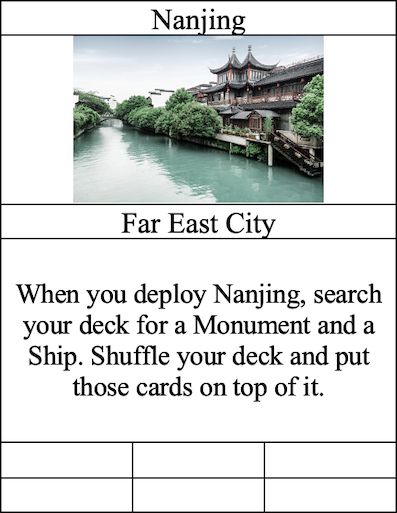 Nanjing
Far East City
When you deploy Nanjing, search
your deck for a Monument and a
Ship. Shuffle your deck and put
those cards on top of it.